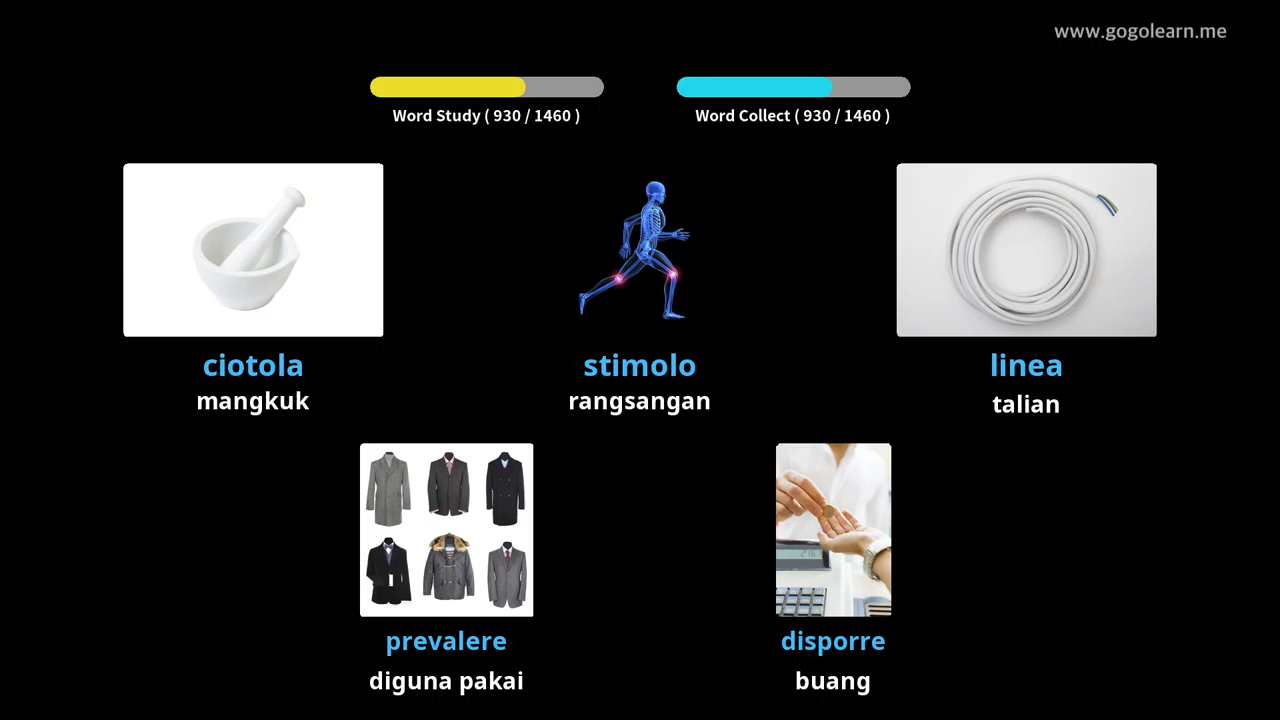 www.gogolearn.me
Word Study ( 930 / 1460 )
Word Collect ( 930 / 1460 )
ciotola
mangkuk
stimolo
rangsangan
linea
talian
prevalere
diguna pakai
disporre
buang